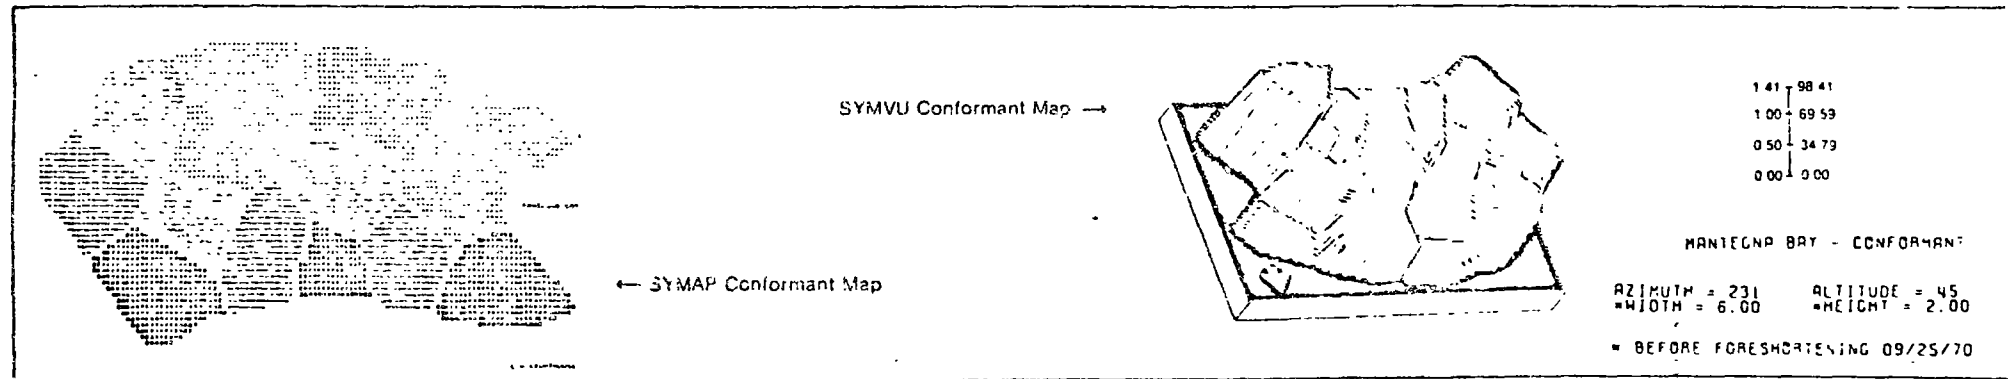 SYMVU Conformant Map →
← SYMAP Conformant Map
1.41 98.41
1.00 69.59
0.50 34.79
0.00 0.00
MANTEGNA BAY - CONFORMANT
AZIMUTH = 231 ALTITUDE = 45
*WIDTH = 6.00 *HEIGHT = 2.00
* BEFORE FORESHORTENING 09/25/70